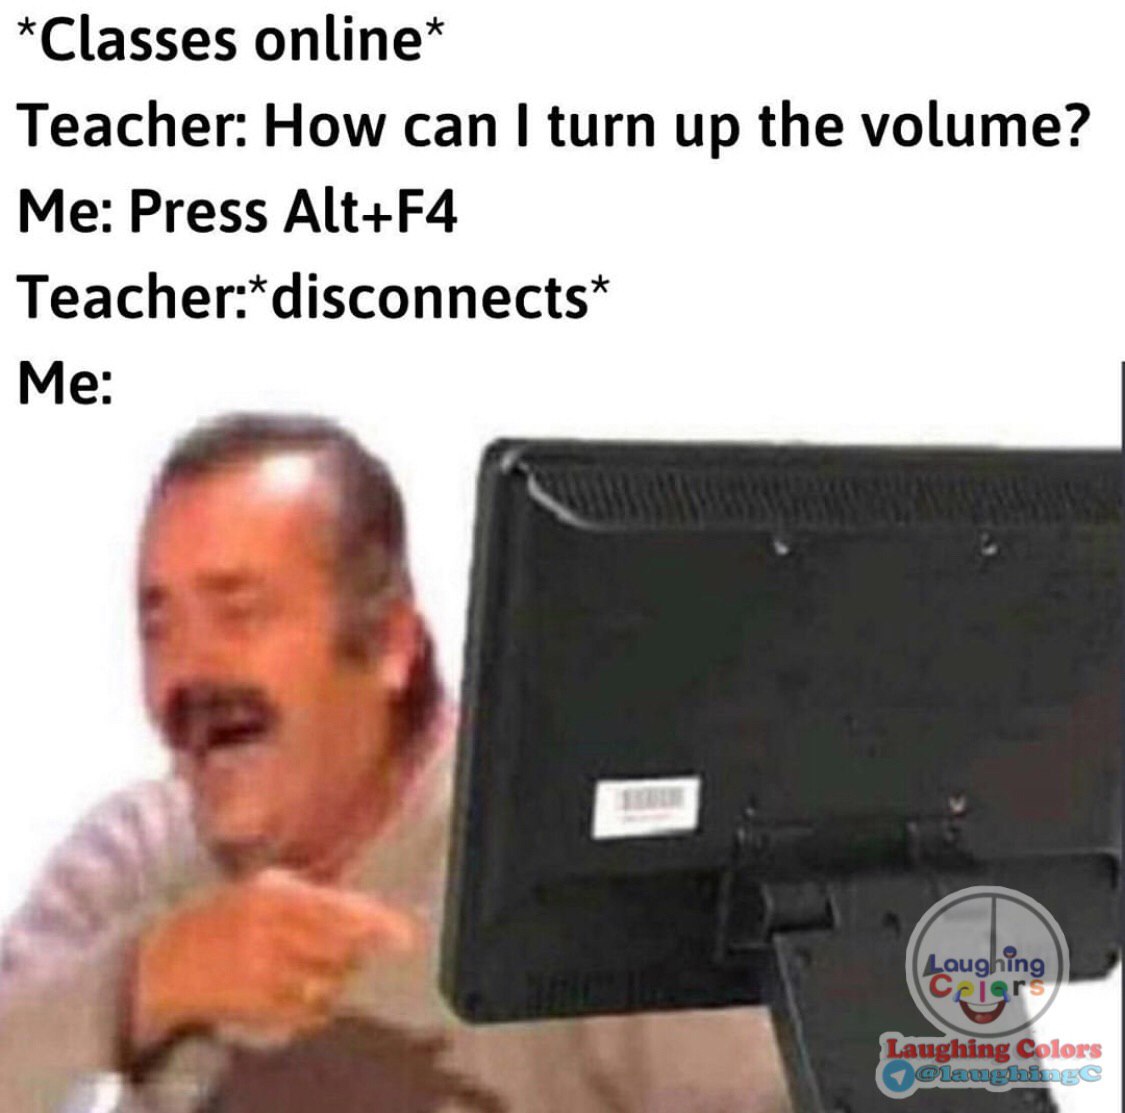 *Classes online*
Teacher: How can I turn up the volume?
Me: Press Alt+F4
Teacher:*disconnects*
Me:
Laughing
Colors
Laughing Colors
@laughingC